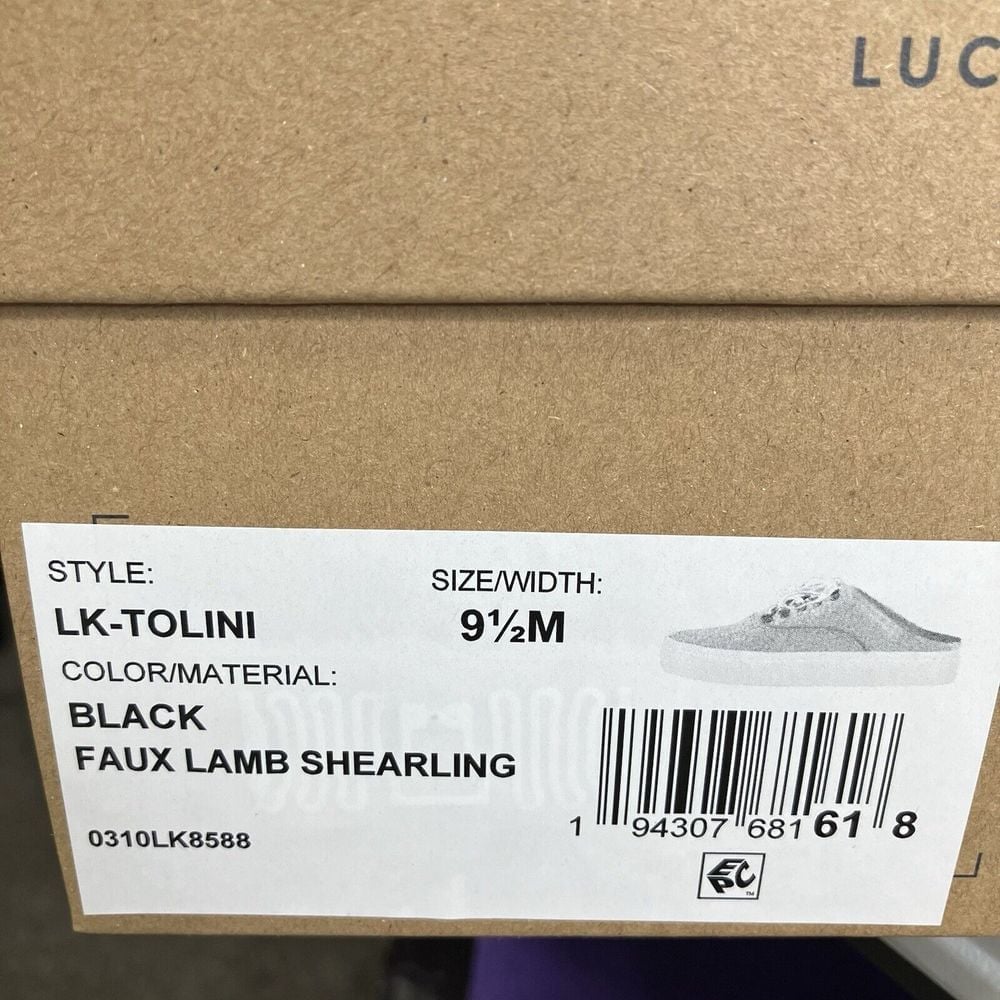 LUC
STYLE:
LK-TOLINI
SIZE/WIDTH:
9½M
COLOR/MATERIAL:
BLACK
FAUX LAMB SHEARLING
0310LK8588
1 94307 681 61 8
EPC
TM